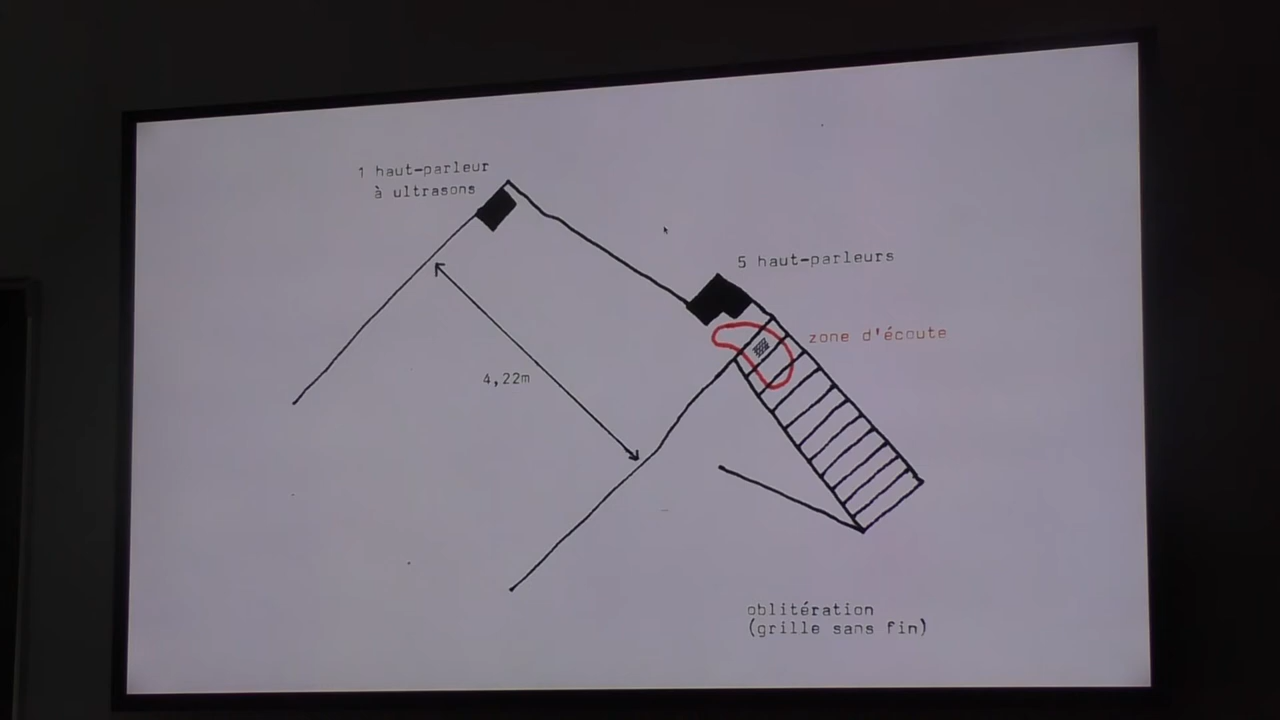 1 haut-parleur
à ultrasons
5 haut-parleurs
zone d'écoute
4,22m
oblitération
(grille sans fin)